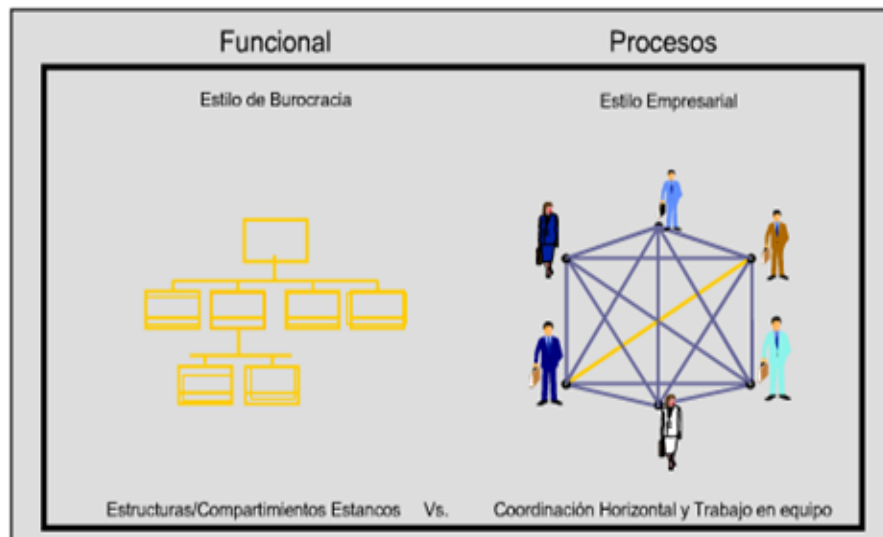 Funcional Procesos
Estilo de Burocracia Estilo Empresarial
Estructuras/Compartimientos Estancos Vs. Coordinación Horizontal y Trabajo en equipo